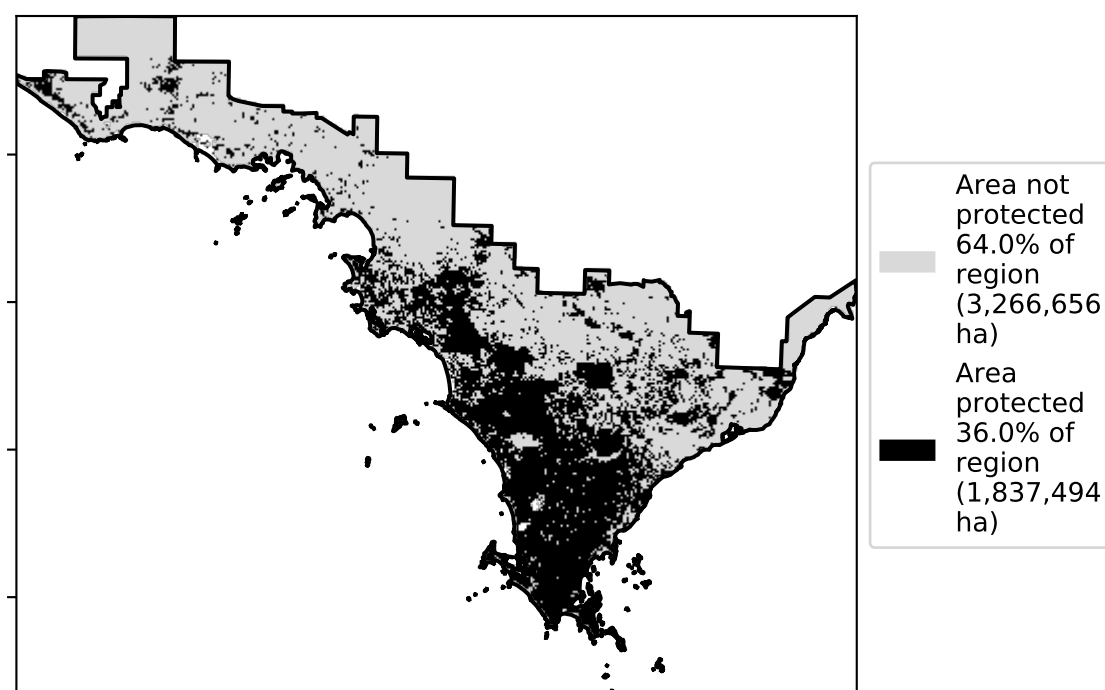 Area not
protected
64.0% of
region
(3,266,656
ha)
Area
protected
36.0% of
region
(1,837,494
ha)